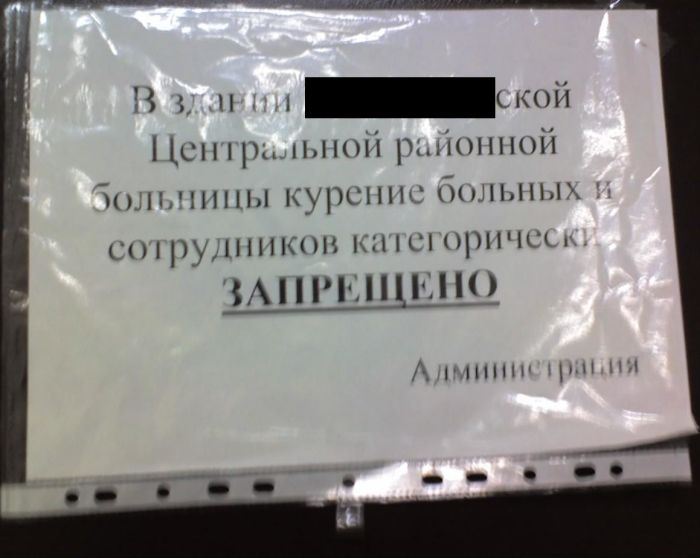 В здании ской
Центральной районной
больницы курение больных и
сотрудников категорически
ЗАПРЕЩЕНО
Администрация